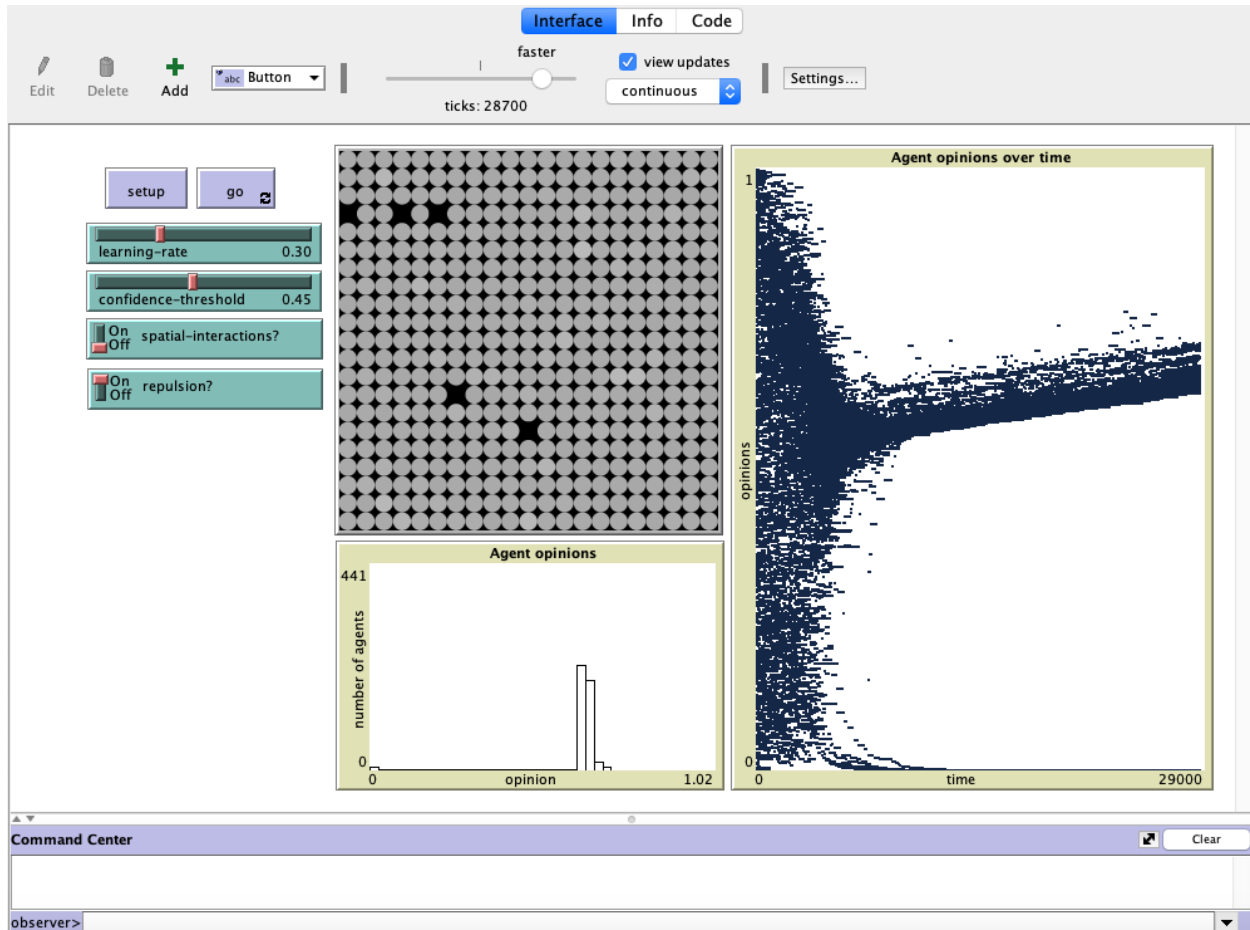 Interface Info Code
Edit
Delete
Add
abc Button
faster
ticks: 28700
view updates
continuous
Settings...
setup
go
learning-rate 0.30
confidence-threshold 0.45
On
Off
spatial-interactions?
On
Off
repulsion?
Agent opinions
441
number of agents
0
0
opinion
1.02
Agent opinions over time
1
opinions
0
0
time
29000
Command Center
Clear
observer>